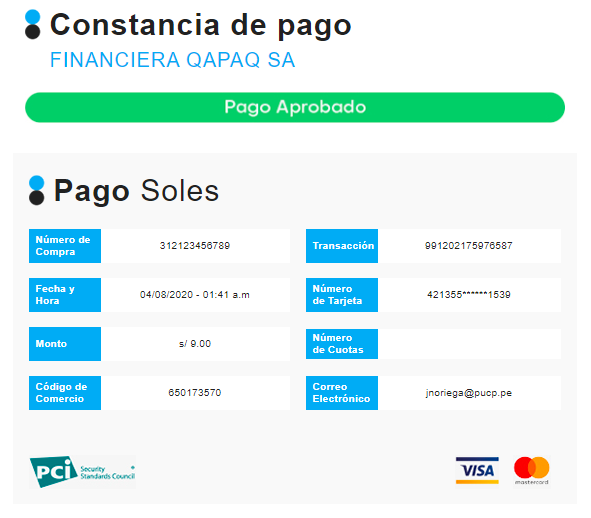 Constancia de pago
FINANCIERA QAPAQ SA
Pago Aprobado
Pago Soles
Número de
Compra
312123456789
Transacción
991202175976587
Fecha y
Hora
04/08/2020 - 01:41 a.m
Número
de Tarjeta
421355******1539
Monto
s/ 9.00
Número
de Cuotas
Código de
Comercio
650173570
Correo
Electrónico
jnoriega@pucp.pe
PCi
Security
Standards Council
VISA
mastercard